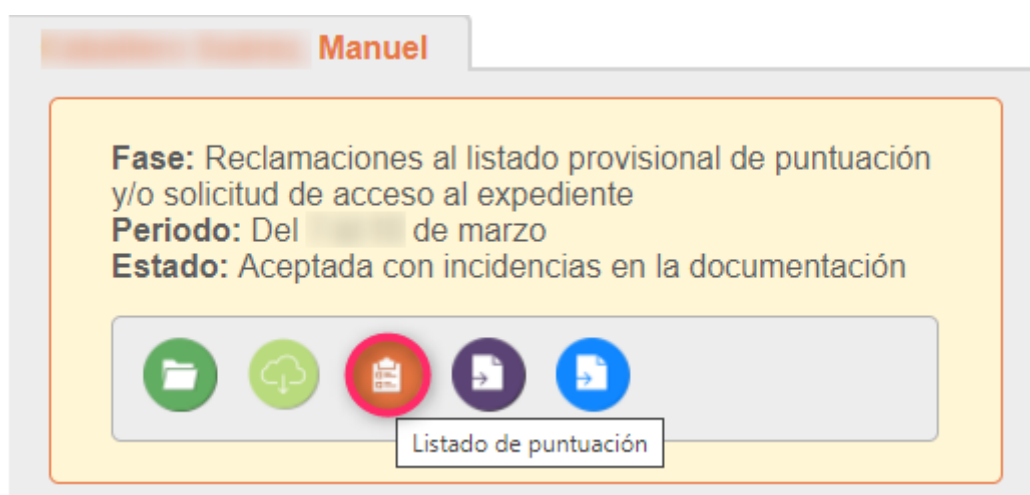 Manuel
Fase: Reclamaciones al listado provisional de puntuación
y/o solicitud de acceso al expediente
Periodo: Del de marzo
Estado: Aceptada con incidencias en la documentación
Listado de puntuación